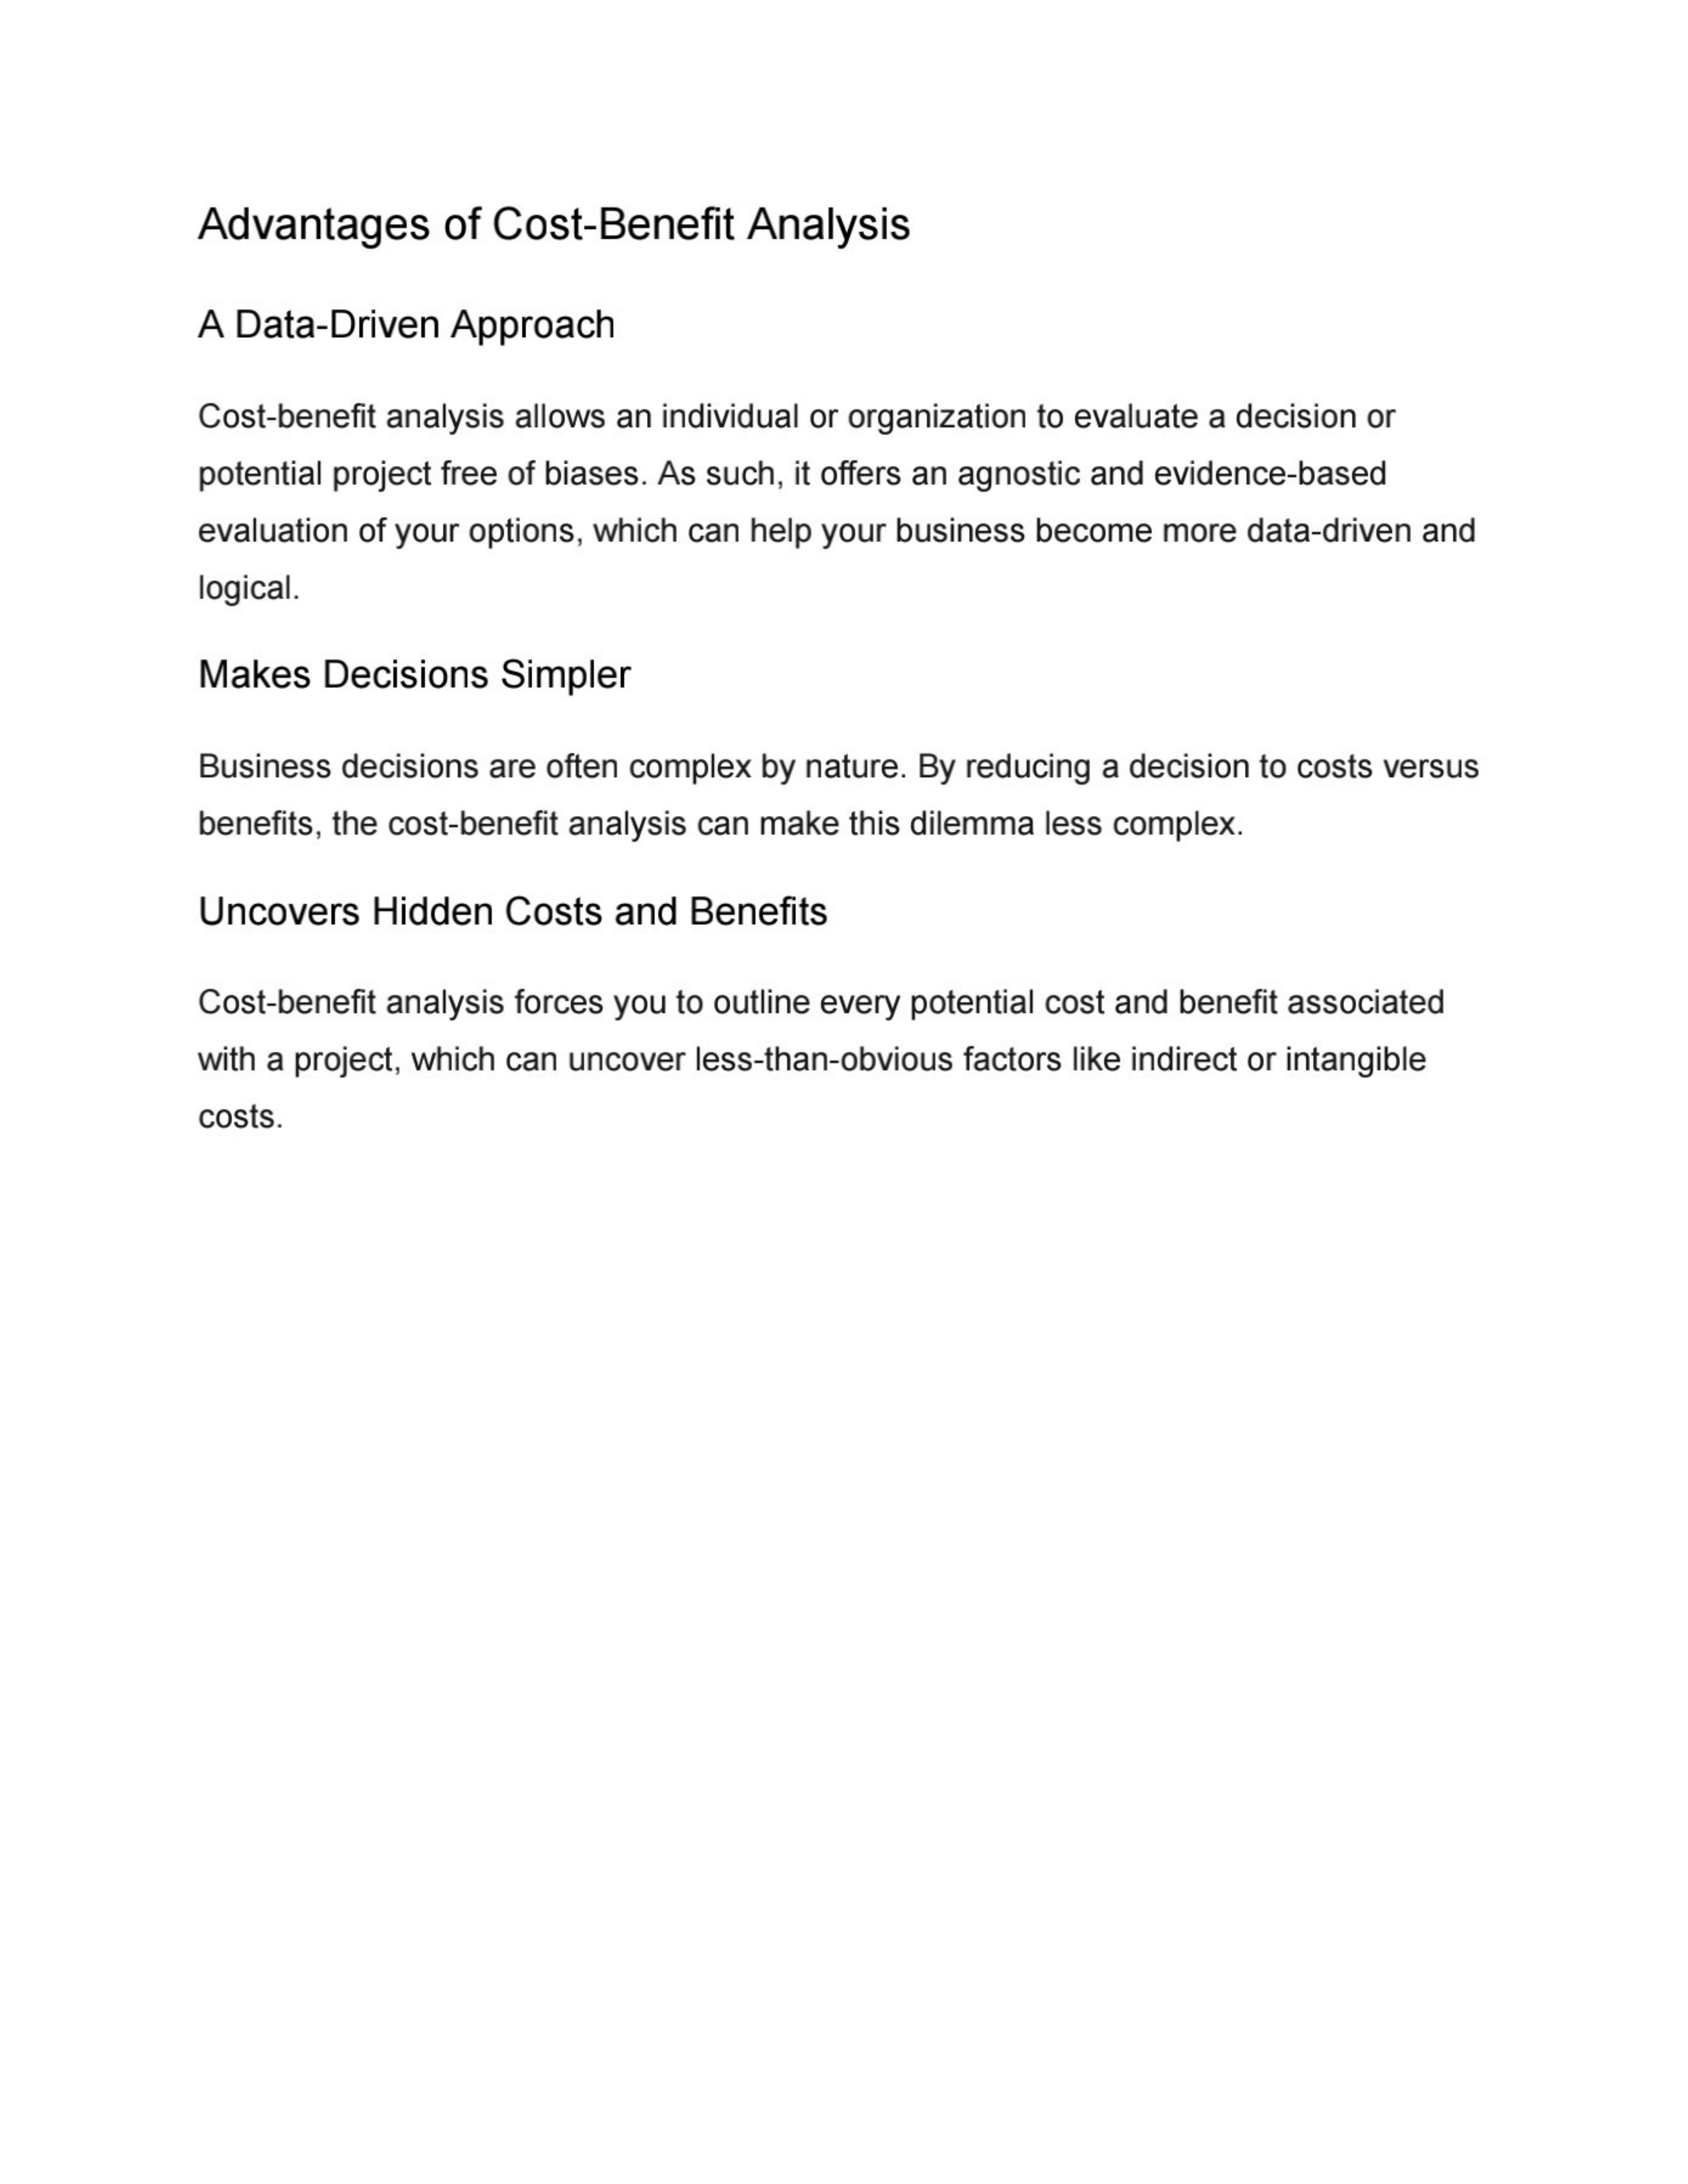 Advantages of Cost-Benefit Analysis
A Data-Driven Approach
Cost-benefit analysis allows an individual or organization to evaluate a decision or
potential project free of biases. As such, it offers an agnostic and evidence-based
evaluation of your options, which can help your business become more data-driven and
logical.
Makes Decisions Simpler
Business decisions are often complex by nature. By reducing a decision to costs versus
benefits, the cost-benefit analysis can make this dilemma less complex.
Uncovers Hidden Costs and Benefits
Cost-benefit analysis forces you to outline every potential cost and benefit associated
with a project, which can uncover less-than-obvious factors like indirect or intangible
costs.